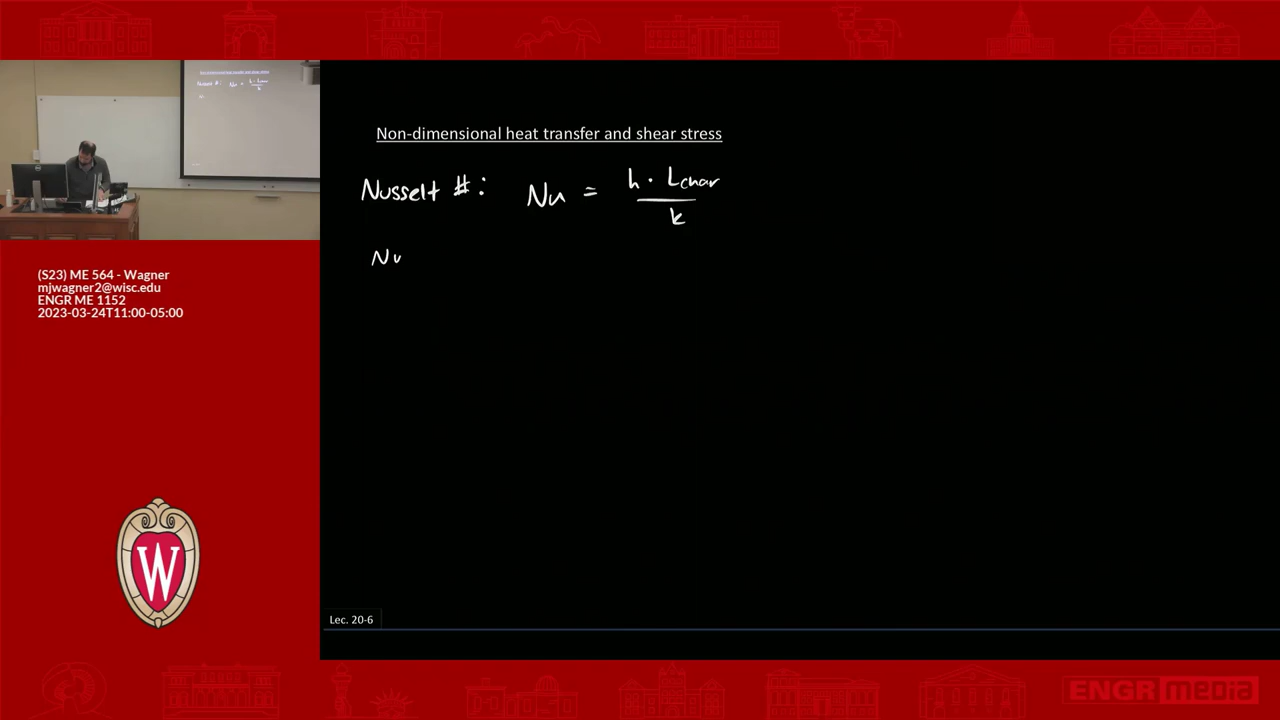 Non-dimensional heat transfer and shear stress
Nusselt #: Nu = h · Lchar / k
Nu
(S23) ME 564 - Wagner
mjwagner2@wisc.edu
ENGR ME 1152
2023-03-24T11:00-05:00
W
Lec. 20-6
ENGR media